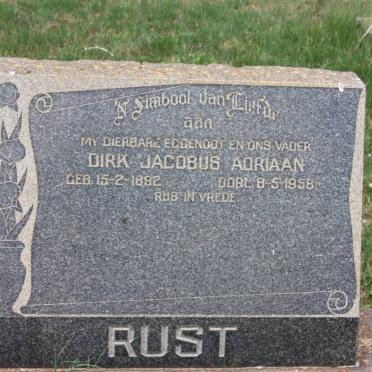 'N Simbool Van Liefde
aan
MY DIERBARE EGGENOOT EN ONS VADER
DIRK JACOBUS ADRIAAN
GEB. 15-2-1892 OORL. 8-5-1958
RUS IN VREDE
RUST